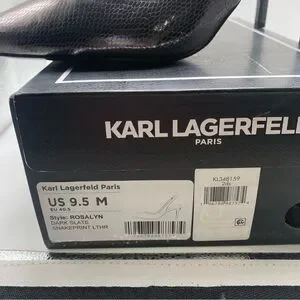 KARL LAGERFELD
PARIS
Karl Lagerfeld Paris
US 9.5 M
EU 40.5
Style: ROSALYN
DARK SLATE
SNAKEPRINT LTHR
KL348159